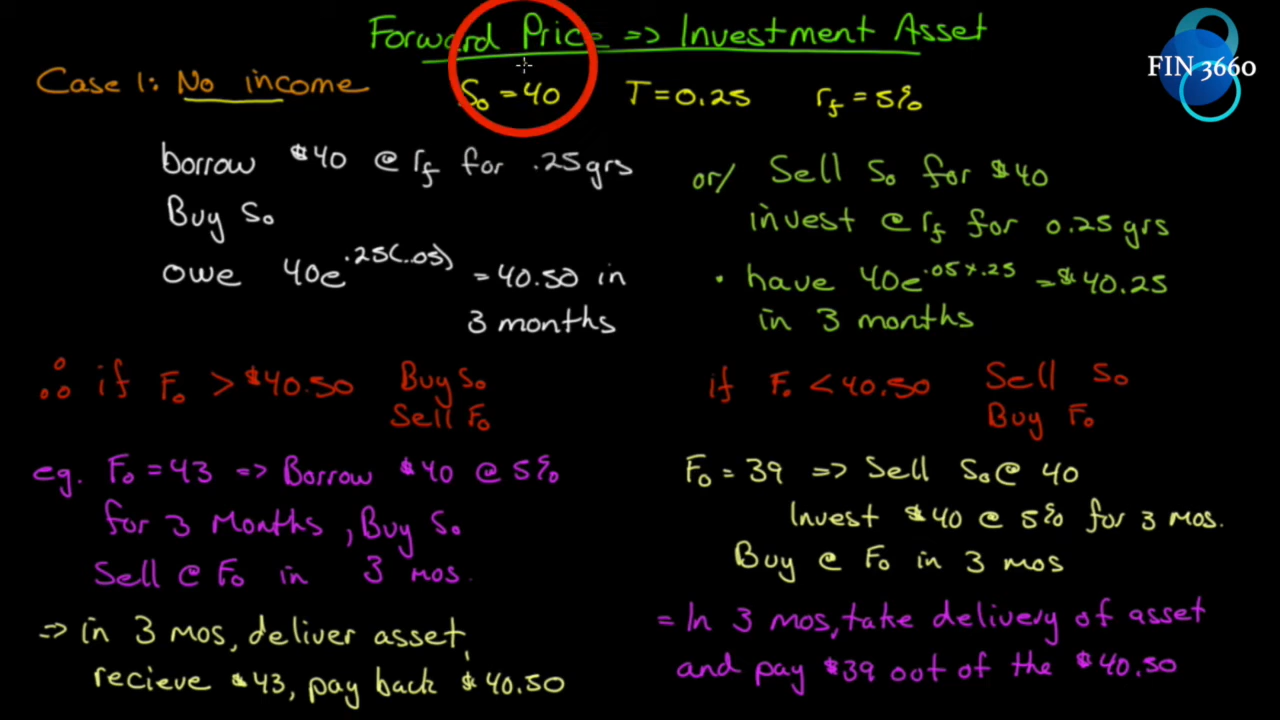 Forward Price => Investment Asset
FIN 3660
Case 1: No income S₀ = 40 T = 0.25 rf = 5%
borrow $40 @ rf for .25 yrs
Buy S₀
owe 40e^.25(.05) = 40.50 in
3 months
or/ Sell S₀ for $40
invest @ rf for 0.25 yrs
• have 40e^.05×.25 = $40.25
in 3 months
∴ if F₀ > $40.50 Buy S₀
Sell F₀
if F₀ < 40.50 Sell S₀
Buy F₀
eg. F₀ = 43 => Borrow $40 @ 5%
for 3 Months, Buy S₀
Sell @ F₀ in 3 mos.
=> in 3 mos, deliver asset,
recieve $43, pay back $40.50
F₀ = 39 => Sell S₀ @ 40
Invest $40 @ 5% for 3 mos.
Buy @ F₀ in 3 mos
= In 3 mos, take delivery of asset
and pay $39 out of the $40.50